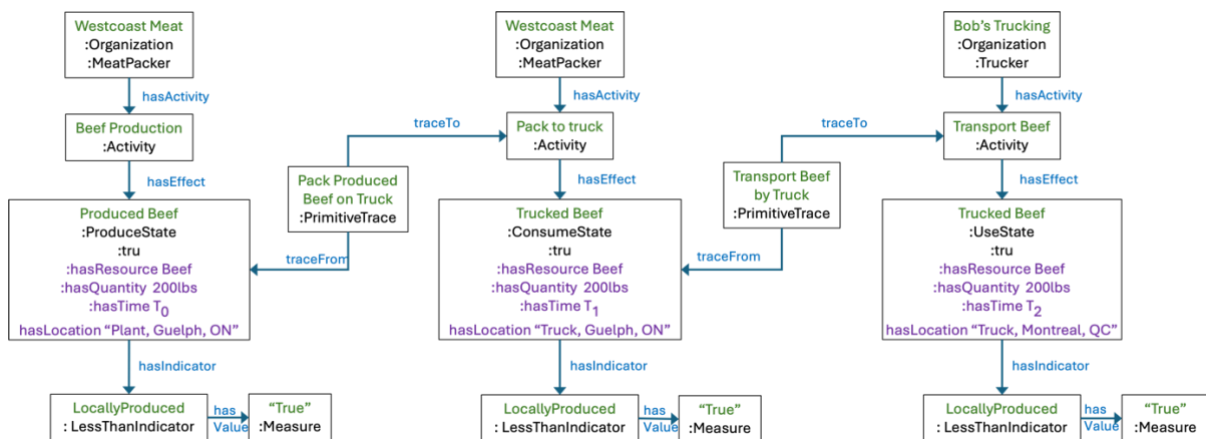 Westcoast Meat
:Organization
:MeatPacker
hasActivity
Beef Production
:Activity
hasEffect
Produced Beef
:ProduceState
:tru
:hasResource Beef
:hasQuantity 200lbs
:hasTime T0
hasLocation “Plant, Guelph, ON”
hasIndicator
LocallyProduced
: LessThanIndicator
has
Value
“True”
:Measure
Pack Produced
Beef on Truck
:PrimitiveTrace
traceTo
traceFrom
Westcoast Meat
:Organization
:MeatPacker
hasActivity
Pack to truck
:Activity
hasEffect
Trucked Beef
:ConsumeState
:tru
:hasResource Beef
:hasQuantity 200lbs
:hasTime T1
hasLocation “Truck, Guelph, ON”
hasIndicator
LocallyProduced
: LessThanIndicator
has
Value
“True”
:Measure
Transport Beef
by Truck
:PrimitiveTrace
traceTo
traceFrom
Bob’s Trucking
:Organization
:Trucker
hasActivity
Transport Beef
:Activity
hasEffect
Trucked Beef
:UseState
:tru
:hasResource Beef
:hasQuantity 200lbs
:hasTime T2
hasLocation “Truck, Montreal, QC”
hasIndicator
LocallyProduced
: LessThanIndicator
has
Value
“True”
:Measure